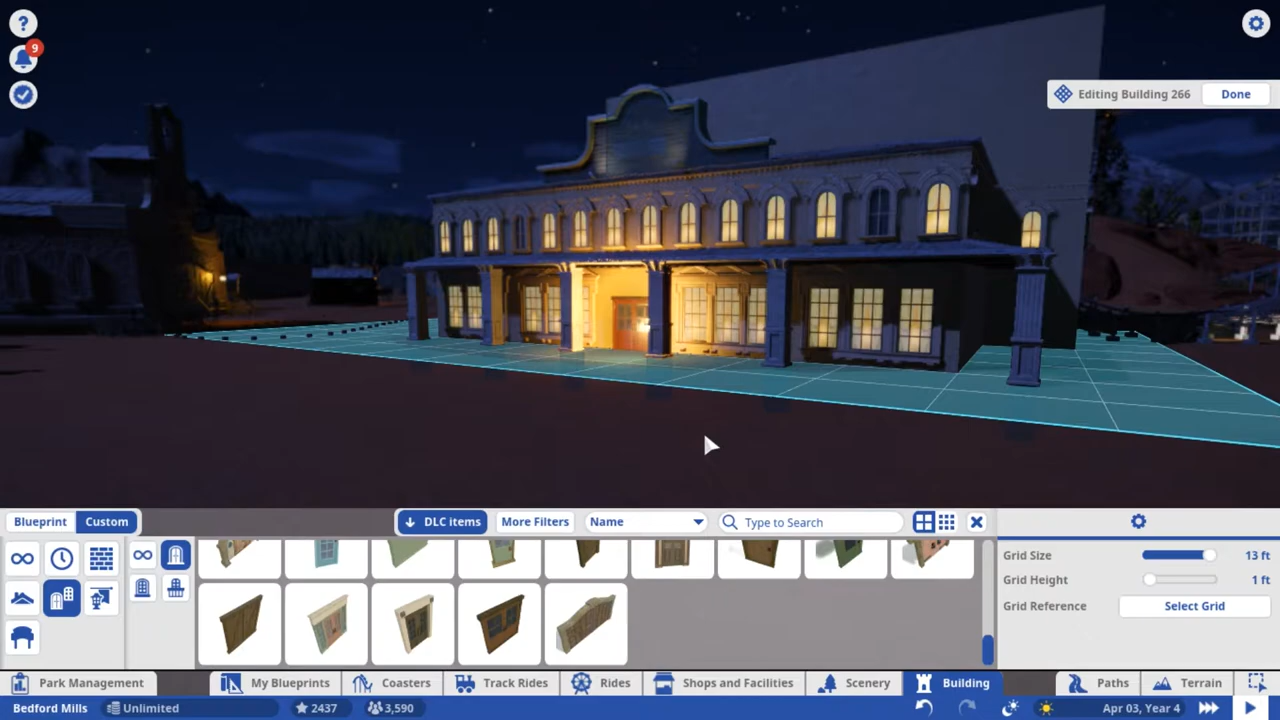 ?
9
Editing Building 266
Done
Blueprint
Custom
DLC items
More Filters
Name
Type to Search
Grid Size
13 ft
Grid Height
1 ft
Grid Reference
Select Grid
Park Management
My Blueprints
Coasters
Track Rides
Rides
Shops and Facilities
Scenery
Building
Paths
Terrain
Bedford Mills
Unlimited
2437
3,590
Apr 03, Year 4